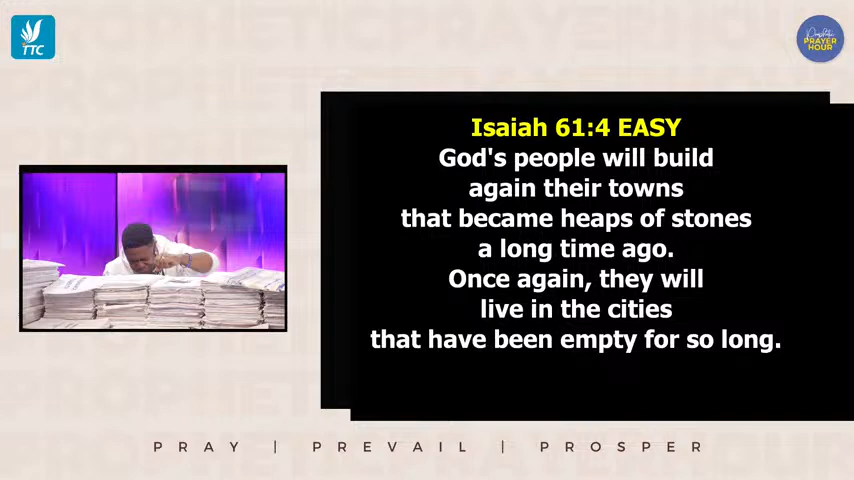 TTC
PRAYER
HOUR
Isaiah 61:4 EASY
God's people will build
again their towns
that became heaps of stones
a long time ago.
Once again, they will
live in the cities
that have been empty for so long.
PRAY | PREVAIL | PROSPER